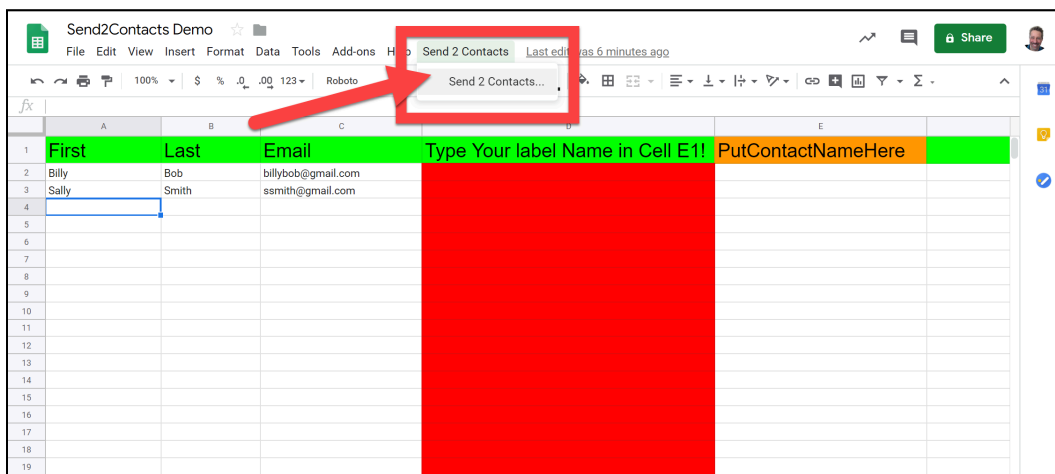 Send2Contacts Demo
File Edit View Insert Format Data Tools Add-ons Send 2 Contacts Last edit was 6 minutes ago
Share
100% $ % .0 .00 123 Roboto Send 2 Contacts...
31
fx
A B C D E
1 First Last Email Type Your label Name in Cell E1! PutContactNameHere
2 Billy Bob billybob@gmail.com
3 Sally Smith ssmith@gmail.com
4
5
6
7
8
9
10
11
12
13
14
15
16
17
18
19